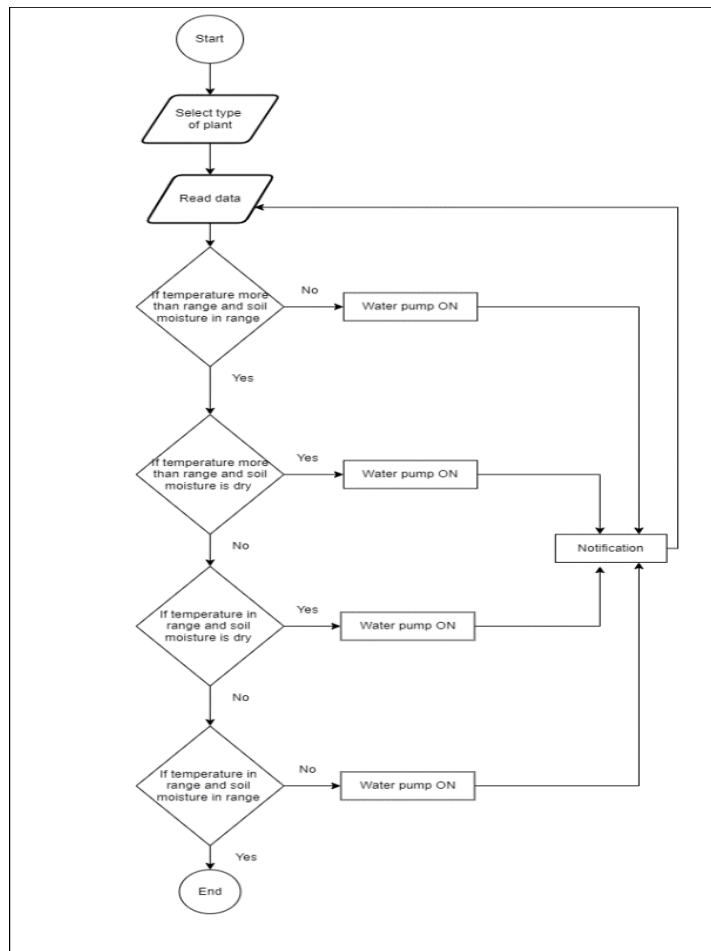 Start
Select type
of plant
Read data
If temperature more
than range and soil
moisture in range
No
Water pump ON
Yes
If temperature more
than range and soil
moisture is dry
Yes
Water pump ON
No
Notification
If temperature in
range and soil
moisture is dry
Yes
Water pump ON
No
If temperature in
range and soil
moisture in range
No
Water pump ON
Yes
End